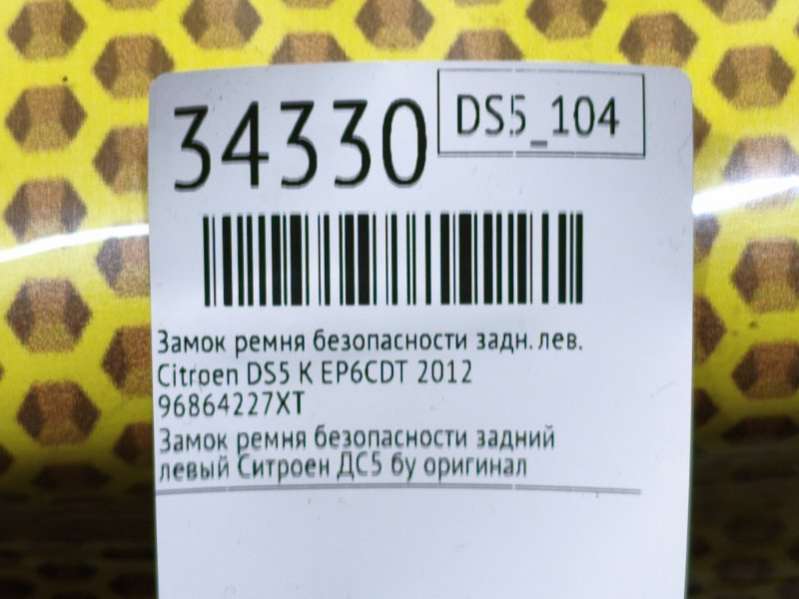 34330
DS5_104
Замок ремня безопасности задн. лев.
Citroen DS5 K EP6CDT 2012
96864227XT
Замок ремня безопасности задний
левый Ситроен ДС5 бу оригинал